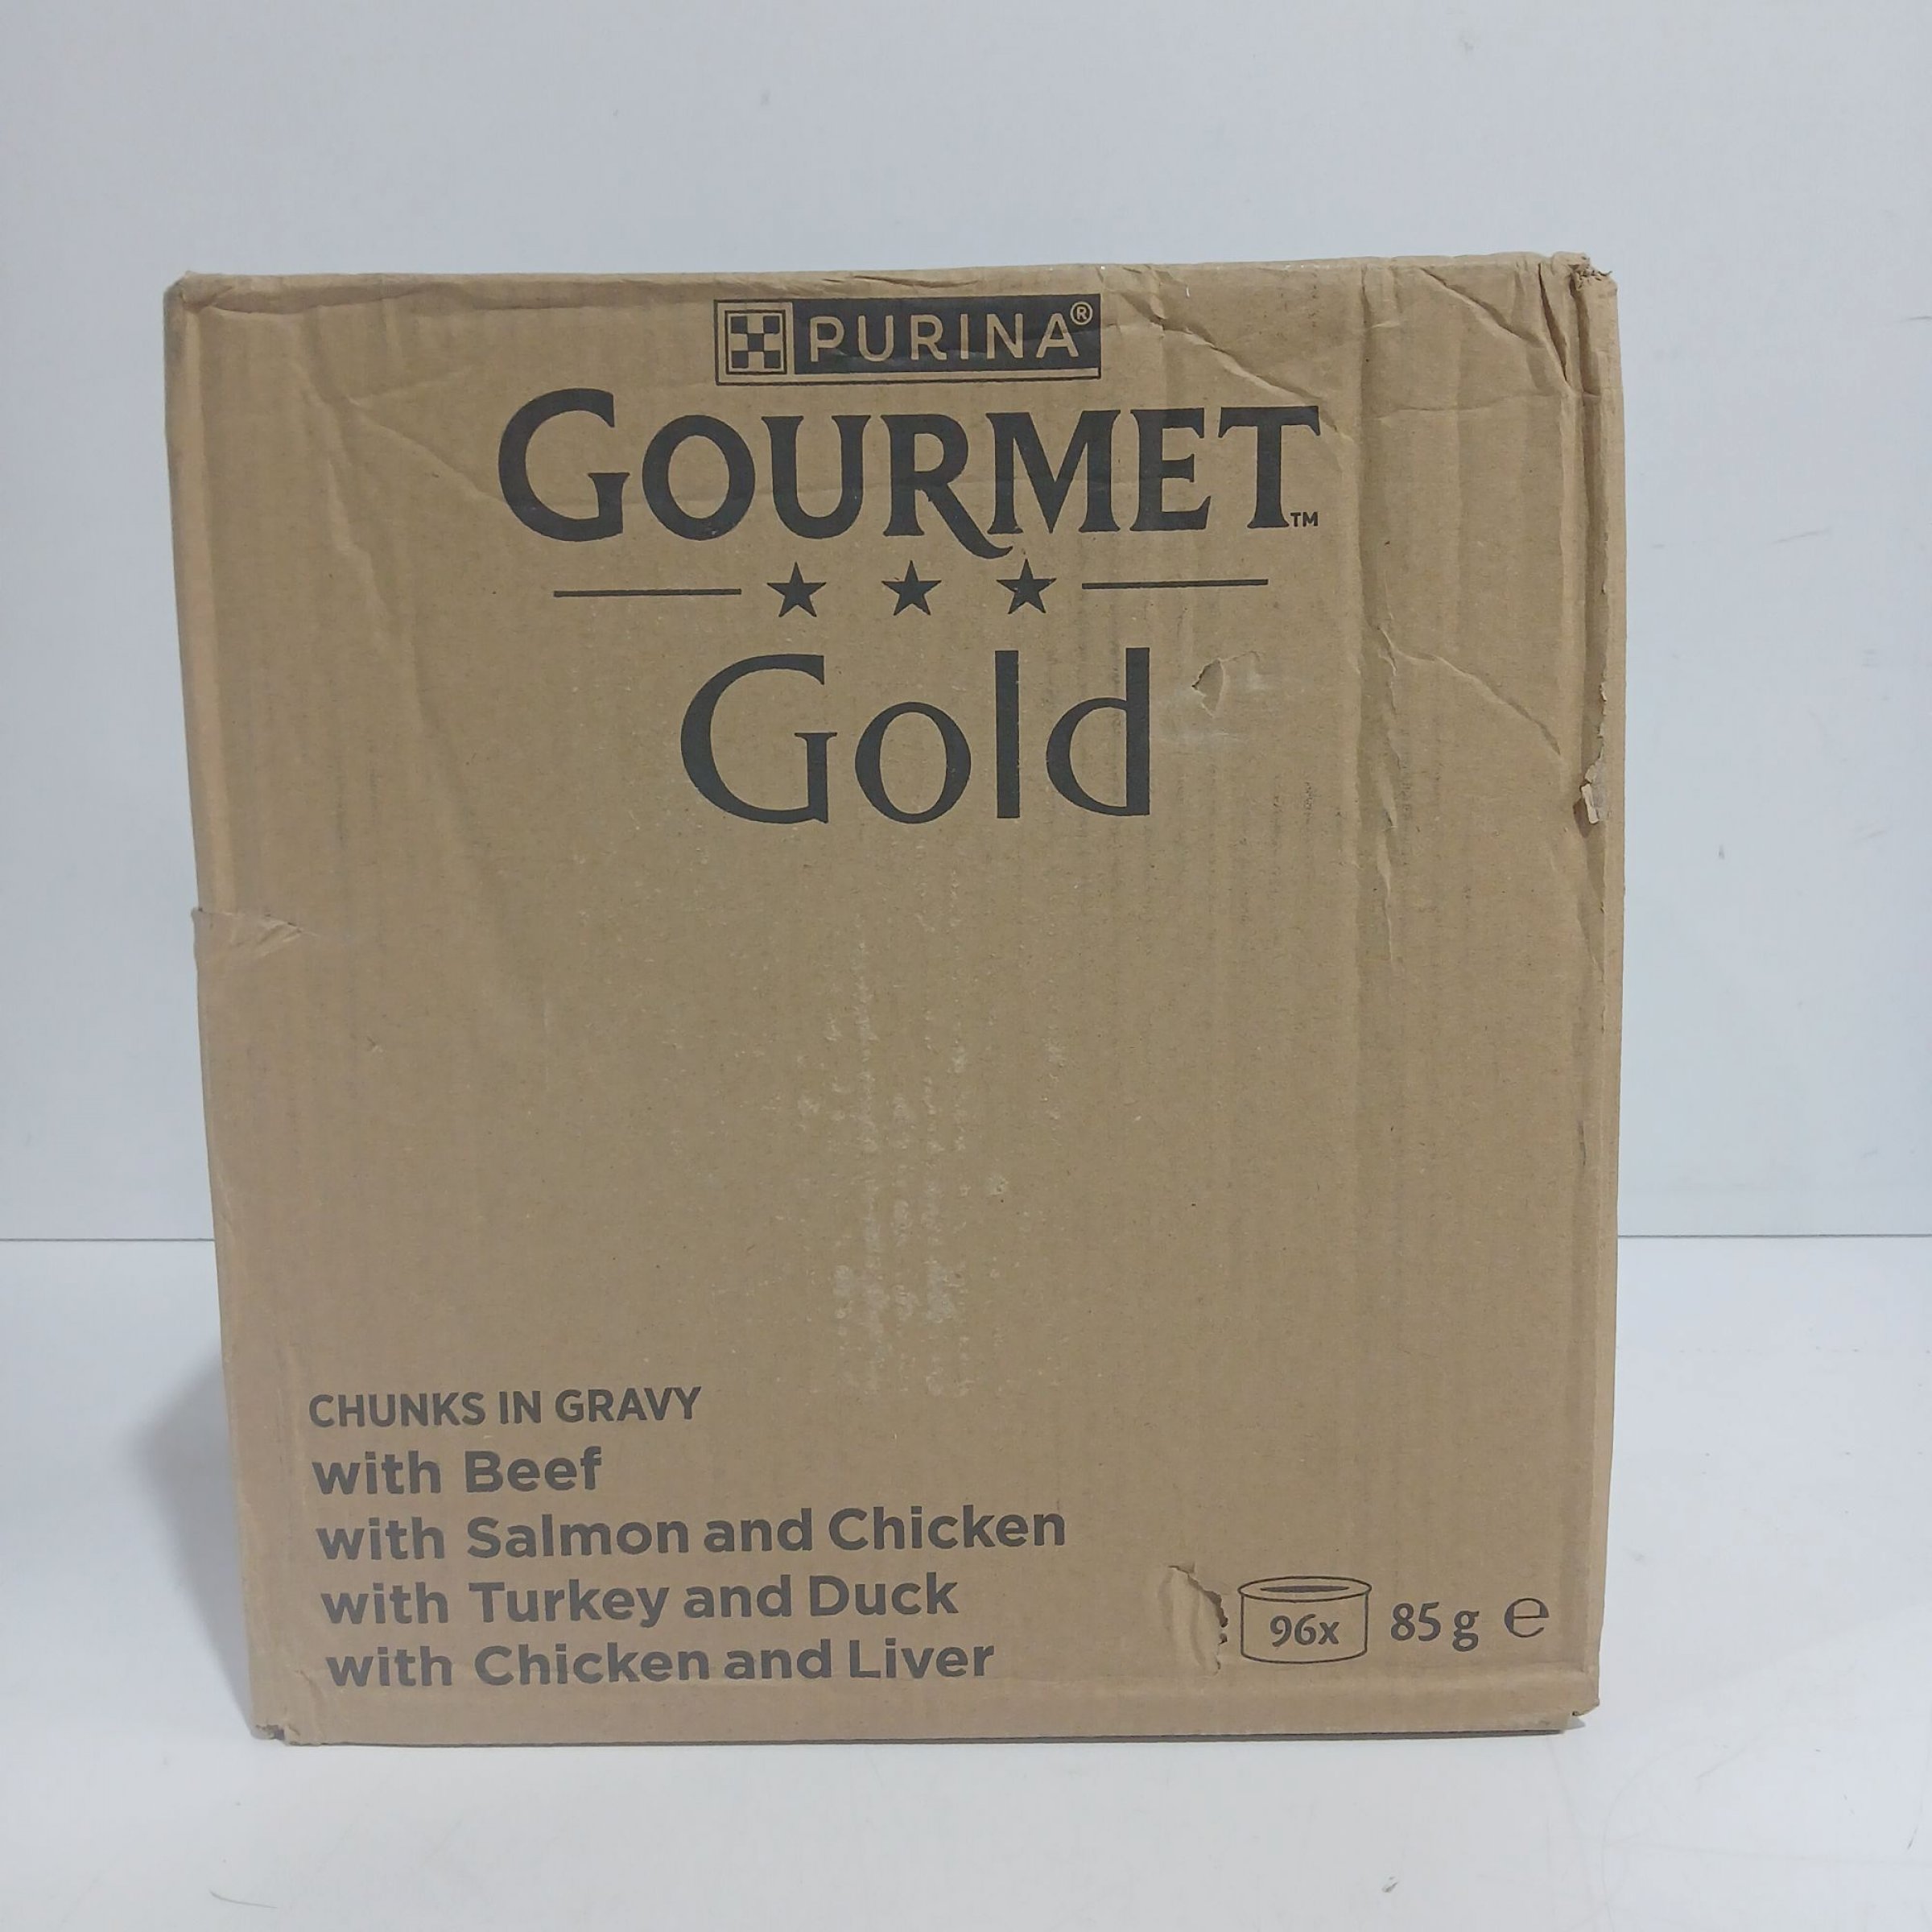 PURINA®
GOURMET™
Gold
CHUNKS IN GRAVY
with Beef
with Salmon and Chicken
with Turkey and Duck
with Chicken and Liver
96x 85 g ℮